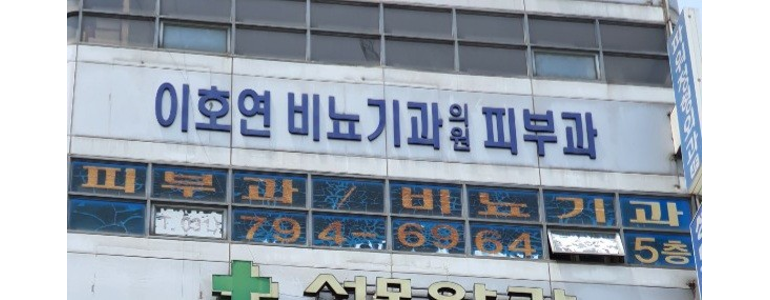 이호연 비뇨기과의원 피부과
피부과 / 비뇨기과
T. 031) 794-6964 5층